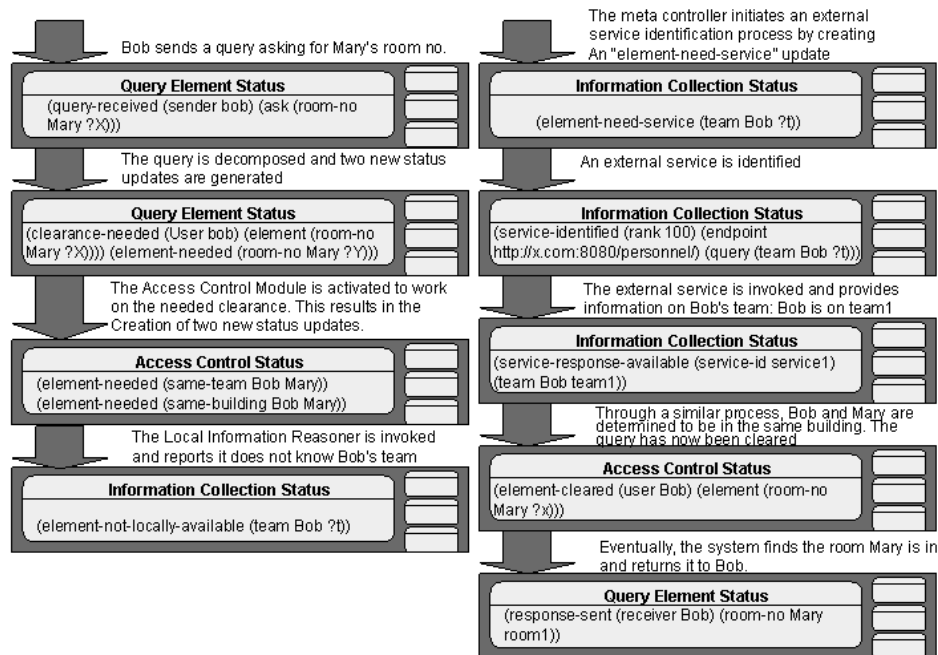 Bob sends a query asking for Mary's room no.
Query Element Status
(query-received (sender bob) (ask (room-no
Mary ?X)))
The query is decomposed and two new status
updates are generated
Query Element Status
(clearance-needed (User bob) (element (room-no
Mary ?X)))) (element-needed (room-no Mary ?Y)))
The Access Control Module is activated to work
on the needed clearance. This results in the
Creation of two new status updates.
Access Control Status
(element-needed (same-team Bob Mary))
(element-needed (same-building Bob Mary))
The Local Information Reasoner is invoked
and reports it does not know Bob's team
Information Collection Status
(element-not-locally-available (team Bob ?t))
The meta controller initiates an external
service identification process by creating
An "element-need-service" update
Information Collection Status
(element-need-service (team Bob ?t))
An external service is identified
Information Collection Status
(service-identified (rank 100) (endpoint
http://x.com:8080/personnel/) (query (team Bob ?t)))
The external service is invoked and provides
information on Bob's team: Bob is on team1
Information Collection Status
(service-response-available (service-id service1)
(team Bob team1))
Through a similar process, Bob and Mary are
determined to be in the same building. The
query has now been cleared
Access Control Status
(element-cleared (user Bob) (element (room-no
Mary ?x)))
Eventually, the system finds the room Mary is in
and returns it to Bob.
Query Element Status
(response-sent (receiver Bob) (room-no Mary
room1))